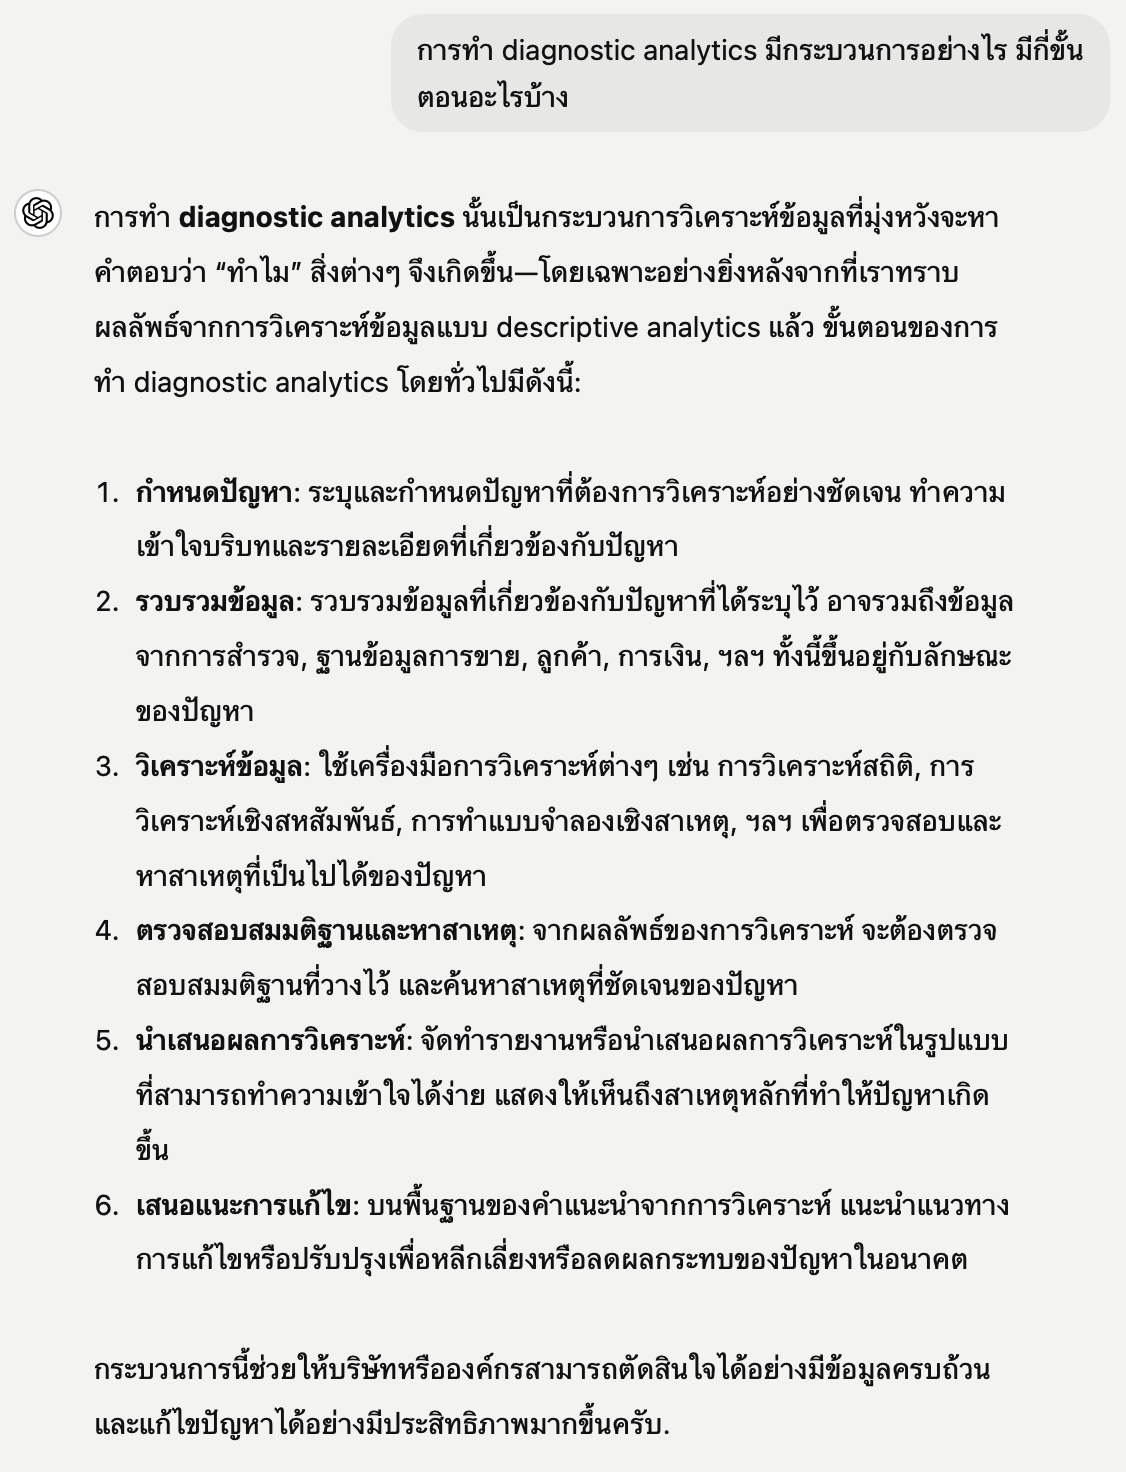 การทำ diagnostic analytics มีกระบวนการอย่างไร มีกี่ขั้น
ตอนอะไรบ้าง
การทำ diagnostic analytics นั้นเป็นกระบวนการวิเคราะห์ข้อมูลที่มุ่งหวังจะหา
คำตอบว่า “ทำไม” สิ่งต่างๆ จึงเกิดขึ้น—โดยเฉพาะอย่างยิ่งหลังจากที่เราทราบ
ผลลัพธ์จากการวิเคราะห์ข้อมูลแบบ descriptive analytics แล้ว ขั้นตอนของการ
ทำ diagnostic analytics โดยทั่วไปมีดังนี้:
1. กำหนดปัญหา: ระบุและกำหนดปัญหาที่ต้องการวิเคราะห์อย่างชัดเจน ทำความ
เข้าใจบริบทและรายละเอียดที่เกี่ยวข้องกับปัญหา
2. รวบรวมข้อมูล: รวบรวมข้อมูลที่เกี่ยวข้องกับปัญหาที่ได้ระบุไว้ อาจรวมถึงข้อมูล
จากการสำรวจ, ฐานข้อมูลการขาย, ลูกค้า, การเงิน, ฯลฯ ทั้งนี้ขึ้นอยู่กับลักษณะ
ของปัญหา
3. วิเคราะห์ข้อมูล: ใช้เครื่องมือการวิเคราะห์ต่างๆ เช่น การวิเคราะห์สถิติ, การ
วิเคราะห์เชิงสหสัมพันธ์, การทำแบบจำลองเชิงสาเหตุ, ฯลฯ เพื่อตรวจสอบและ
หาสาเหตุที่เป็นไปได้ของปัญหา
4. ตรวจสอบสมมติฐานและหาสาเหตุ: จากผลลัพธ์ของการวิเคราะห์ จะต้องตรวจ
สอบสมมติฐานที่วางไว้ และค้นหาสาเหตุที่ชัดเจนของปัญหา
5. นำเสนอผลการวิเคราะห์: จัดทำรายงานหรือนำเสนอผลการวิเคราะห์ในรูปแบบ
ที่สามารถทำความเข้าใจได้ง่าย แสดงให้เห็นถึงสาเหตุหลักที่ทำให้ปัญหาเกิด
ขึ้น
6. เสนอแนะการแก้ไข: บนพื้นฐานของคำแนะนำจากการวิเคราะห์ แนะนำแนวทาง
การแก้ไขหรือปรับปรุงเพื่อหลีกเลี่ยงหรือลดผลกระทบของปัญหาในอนาคต
กระบวนการนี้ช่วยให้บริษัทหรือองค์กรสามารถตัดสินใจได้อย่างมีข้อมูลครบถ้วน
และแก้ไขปัญหาได้อย่างมีประสิทธิภาพมากขึ้นครับ.